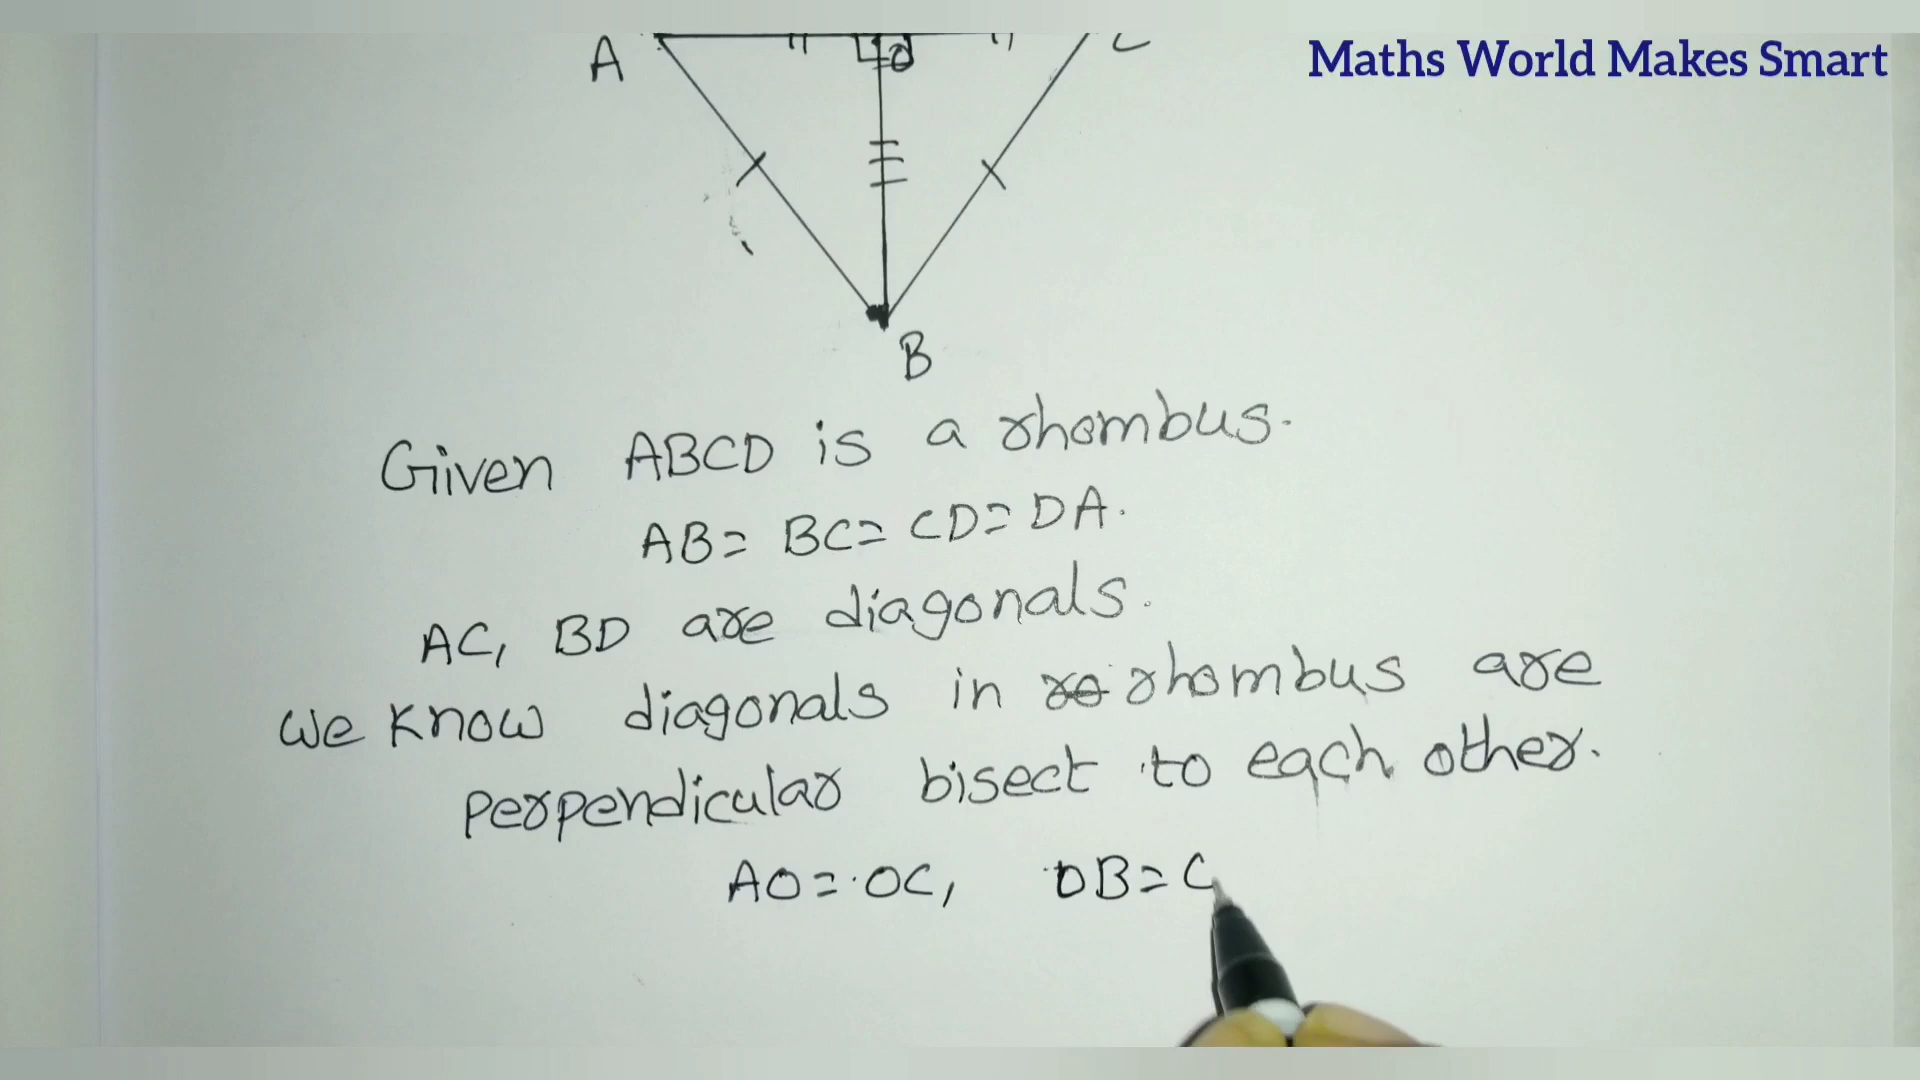 A O C
Maths World Makes Smart
B
Given ABCD is a rhombus.
AB = BC = CD = DA.
AC, BD are diagonals.
We know diagonals in rhombus are
perpendicular bisect to each other.
AO = OC, OB =